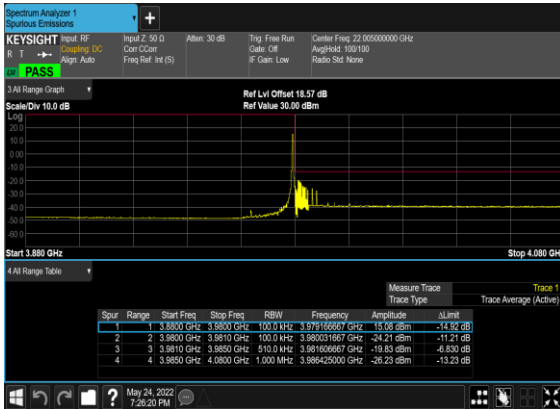 Spectrum Analyzer 1
Spurious Emissions
KEYSIGHT Input: RF Input Z: 50 Ω Atten: 30 dB Trig: Free Run Center Freq: 22.005000000 GHz
R T Coupling: DC Corr CCorr Gate: Off Avg|Hold: 100/100
Align: Auto Freq Ref: Int (S) IF Gain: Low Radio Std: None
LXI PASS
3 All Range Graph
Ref Lvl Offset 18.57 dB
Scale/Div 10.0 dB Ref Value 30.00 dBm
Log
20.0
10.0
0.00
-10.0
-20.0
-30.0
-40.0
-50.0
-60.0
Start 3.880 GHz Stop 4.080 GH
4 All Range Table
Measure Trace Trace 1
Trace Type Trace Average (Active)
Spur Range Start Freq Stop Freq RBW Frequency Amplitude ΔLimit
1 1 3.8800 GHz 3.9800 GHz 100.0 kHz 3.979166667 GHz 15.08 dBm -14.92 dB
2 2 3.9800 GHz 3.9810 GHz 100.0 kHz 3.980031667 GHz -24.21 dBm -11.21 dB
3 3 3.9810 GHz 3.9850 GHz 510.0 kHz 3.981606667 GHz -19.83 dBm -6.830 dB
4 4 3.9850 GHz 4.0800 GHz 1.000 MHz 3.986425000 GHz -26.23 dBm -13.23 dB
May 24, 2022
7:26:20 PM